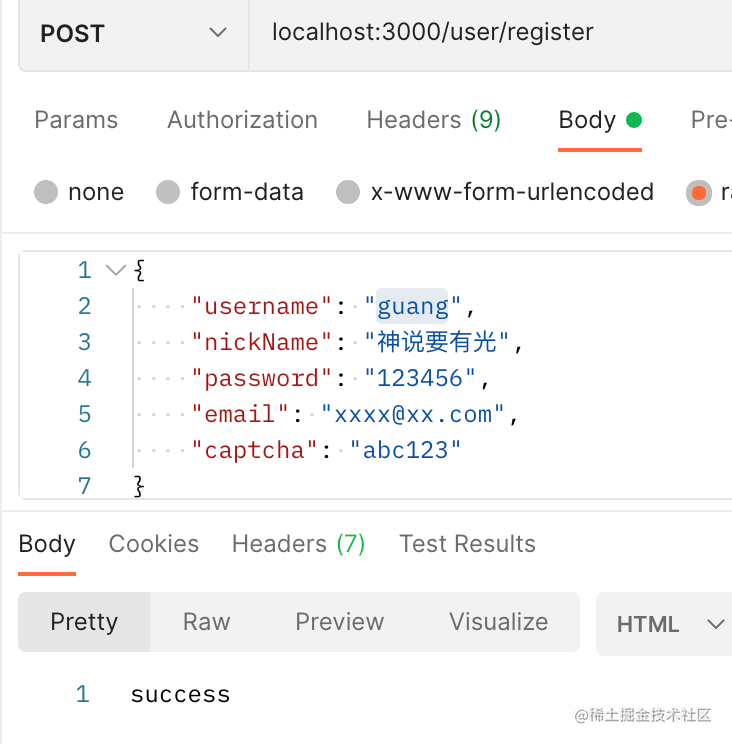 POST localhost:3000/user/register
Params Authorization Headers (9) Body Pre-
none form-data x-www-form-urlencoded ra
1 {
2 "username": "guang",
3 "nickName": "神说要有光",
4 "password": "123456",
5 "email": "xxxx@xx.com",
6 "captcha": "abc123"
7 }
Body Cookies Headers (7) Test Results
Pretty Raw Preview Visualize HTML
1 success
@稀土掘金技术社区